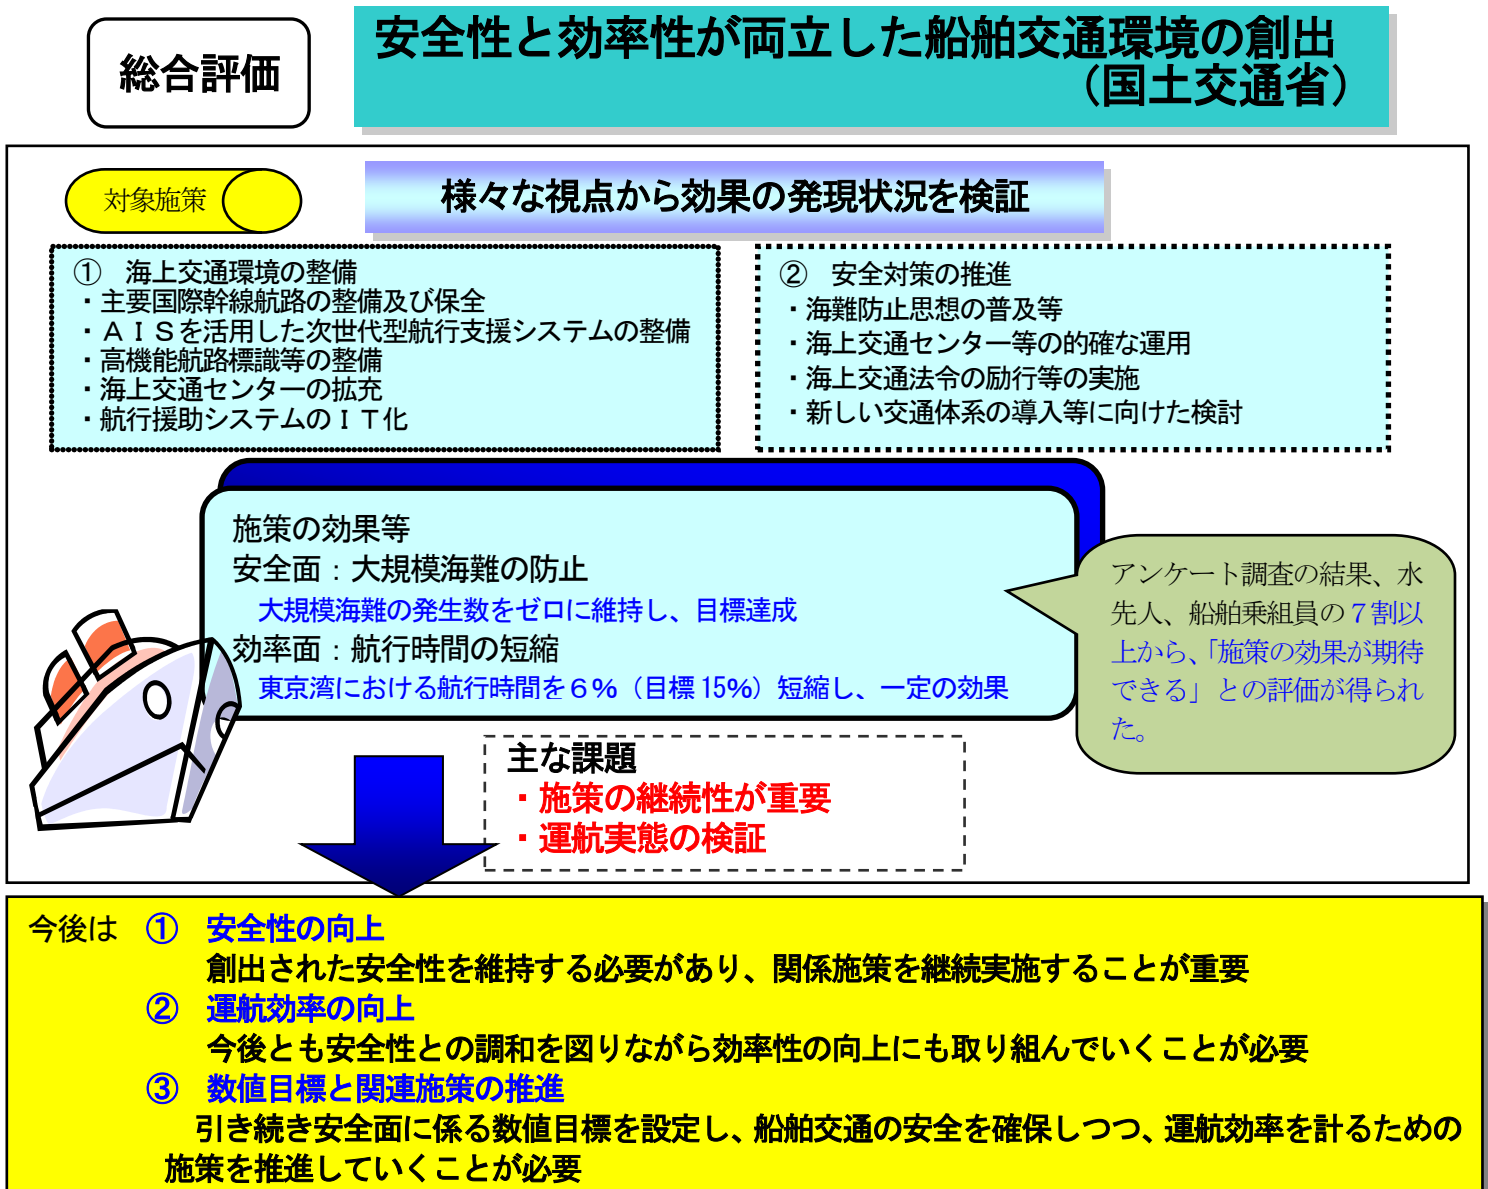 総合評価
安全性と効率性が両立した船舶交通環境の創出
（国土交通省）
対象施策
様々な視点から効果の発現状況を検証
①　海上交通環境の整備
・主要国際幹線航路の整備及び保全
・ＡＩＳを活用した次世代型航行支援システムの整備
・高機能航路標識等の整備
・海上交通センターの拡充
・航行援助システムのＩＴ化
②　安全対策の推進
・海難防止思想の普及等
・海上交通センター等の的確な運用
・海上交通法令の励行等の実施
・新しい交通体系の導入等に向けた検討
施策の効果等
安全面：大規模海難の防止
大規模海難の発生数をゼロに維持し、目標達成
効率面：航行時間の短縮
東京湾における航行時間を６％（目標15％）短縮し、一定の効果
アンケート調査の結果、水
先人、船舶乗組員の７割以
上から、「施策の効果が期待
できる」との評価が得られ
た。
主な課題
・施策の継続性が重要
・運航実態の検証
今後は　①　安全性の向上
創出された安全性を維持する必要があり、関係施策を継続実施することが重要
②　運航効率の向上
今後とも安全性との調和を図りながら効率性の向上にも取り組んでいくことが必要
③　数値目標と関連施策の推進
引き続き安全面に係る数値目標を設定し、船舶交通の安全を確保しつつ、運航効率を計るための
施策を推進していくことが必要